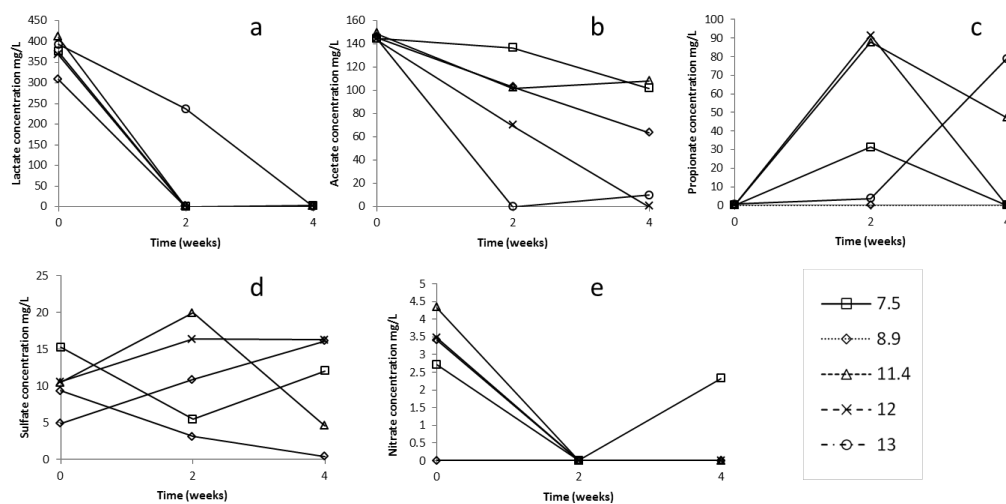 a
Lactate concentration mg/L
450
400
350
300
250
200
150
100
50
0
0 2 4
Time (weeks)
b
Acetate concentration mg/L
160
140
120
100
80
60
40
20
0
0 2 4
Time (weeks)
c
Propionate concentration mg/L
100
90
80
70
60
50
40
30
20
10
0
0 2 4
Time (weeks)
d
Sulfate concentration mg/L
25
20
15
10
5
0
0 2 4
Time (weeks)
e
Nitrate concentration mg/L
5
4.5
4
3.5
3
2.5
2
1.5
1
0.5
0
0 2 4
Time (weeks)
7.5
8.9
11.4
12
13